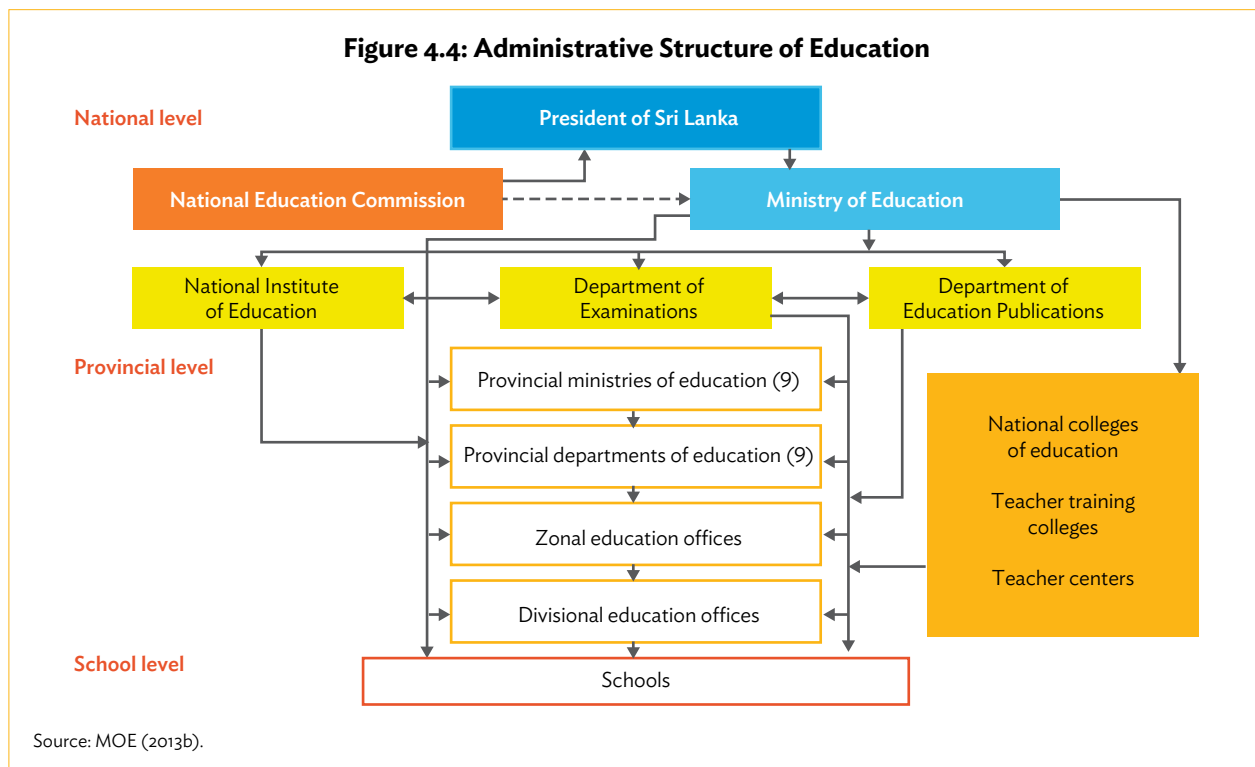 Figure 4.4: Administrative Structure of Education
National level
President of Sri Lanka
National Education Commission
Ministry of Education
National Institute
of Education
Department of
Examinations
Department of
Education Publications
Provincial level
Provincial ministries of education (9)
Provincial departments of education (9)
Zonal education offices
Divisional education offices
National colleges
of education
Teacher training
colleges
Teacher centers
School level
Schools
Source: MOE (2013b).